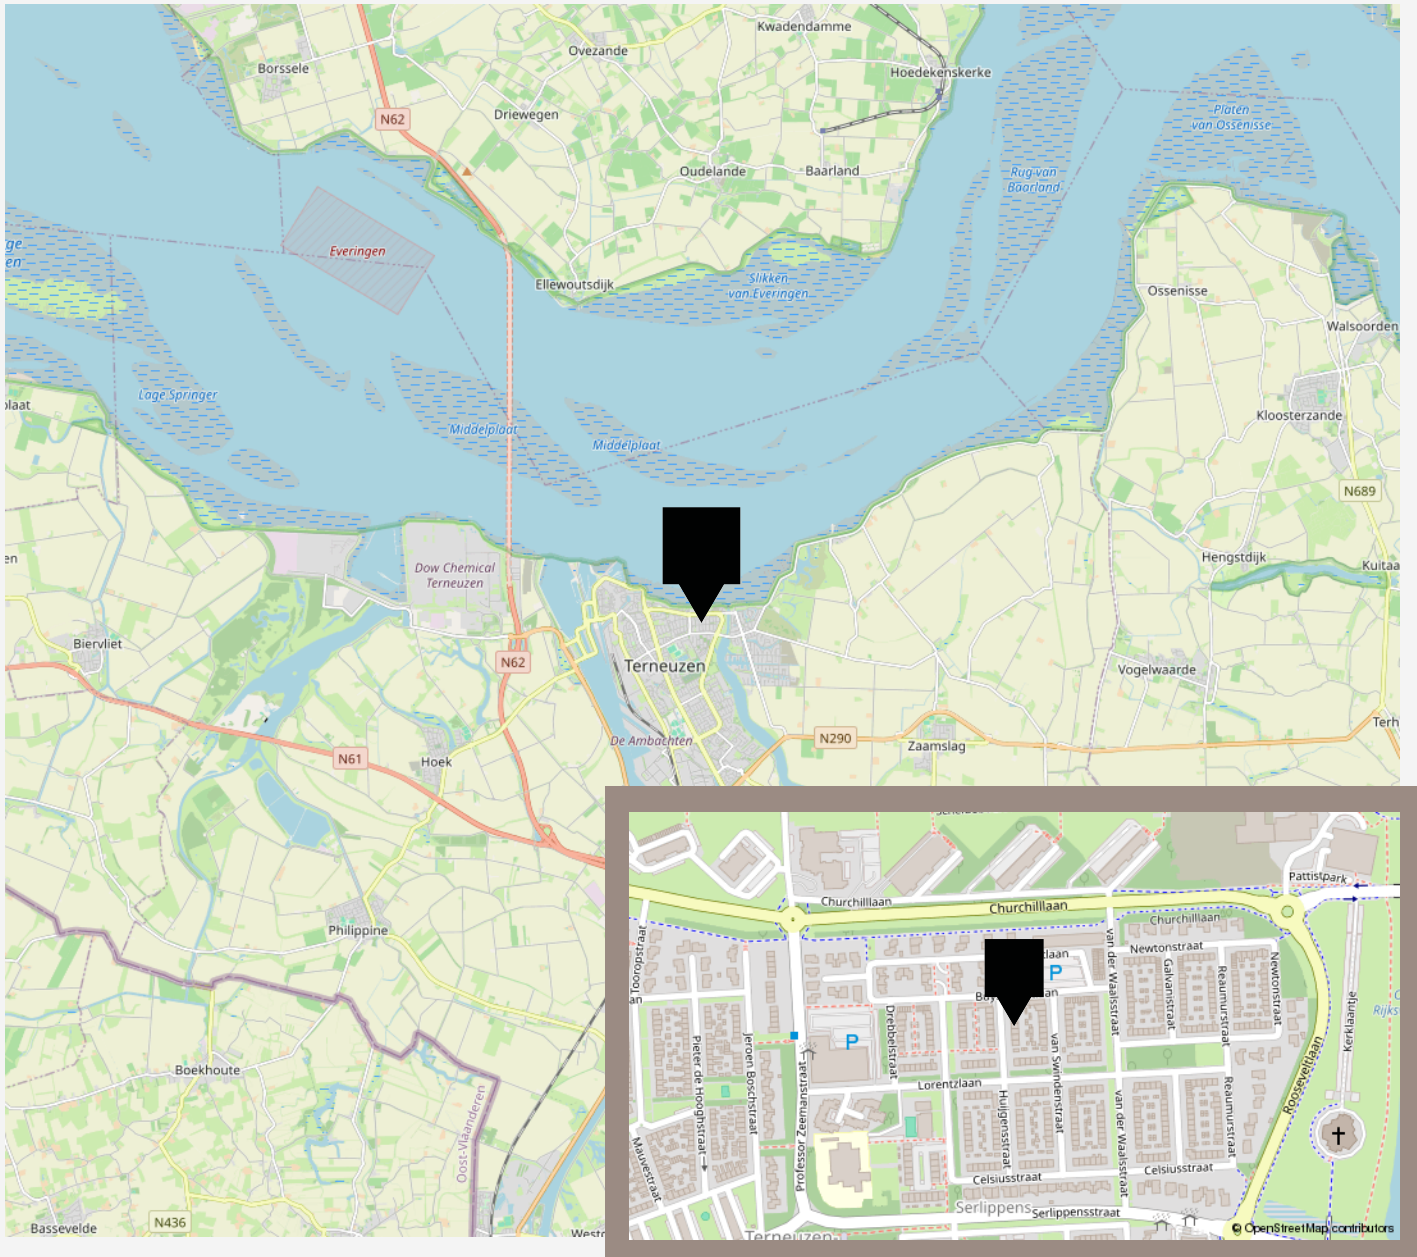 Kwadendamme
Ovezande
Borssele
Hoedekenskerke
N62
Driewegen
Platen
van Ossenisse
Oudelande
Baarland
Rug van
Baarland
Everingen
Ellewoutsdijk
Slikken
van Everingen
Ossenisse
Walsoorden
Lage Springer
Kloosterzande
Middelplaat
Middelplaat
N689
Hengstdijk
Dow Chemical
Terneuzen
Biervliet
N62
Terneuzen
Vogelwaarde
De Ambachten
N290
Zaamslag
N61
Hoek
Philippine
Boekhoute
Oost-Vlaanderen
Bassevelde
N436
Pattistpark
Churchilllaan
Churchilllaan
Churchilllaan
Newtonstraat
Newtonstraat
Galvanistraat
Reaumurstraat
van der Waalsstraat
Tooropstraat
P
P
Drebbelstraat
Kerklaantje
Pieter de Hooghstraat
Jeroen Boschstraat
Professor Zeemanstraat
Lorentzlaan
van Swindenstraat
Huijgensstraat
van der Waalsstraat
Reaumurstraat
Rooseveltlaan
Mauvestraat
Celsiusstraat
Celsiusstraat
Serlippens
Serlippensstraat
Terneuzen
© OpenStreetMap contributors